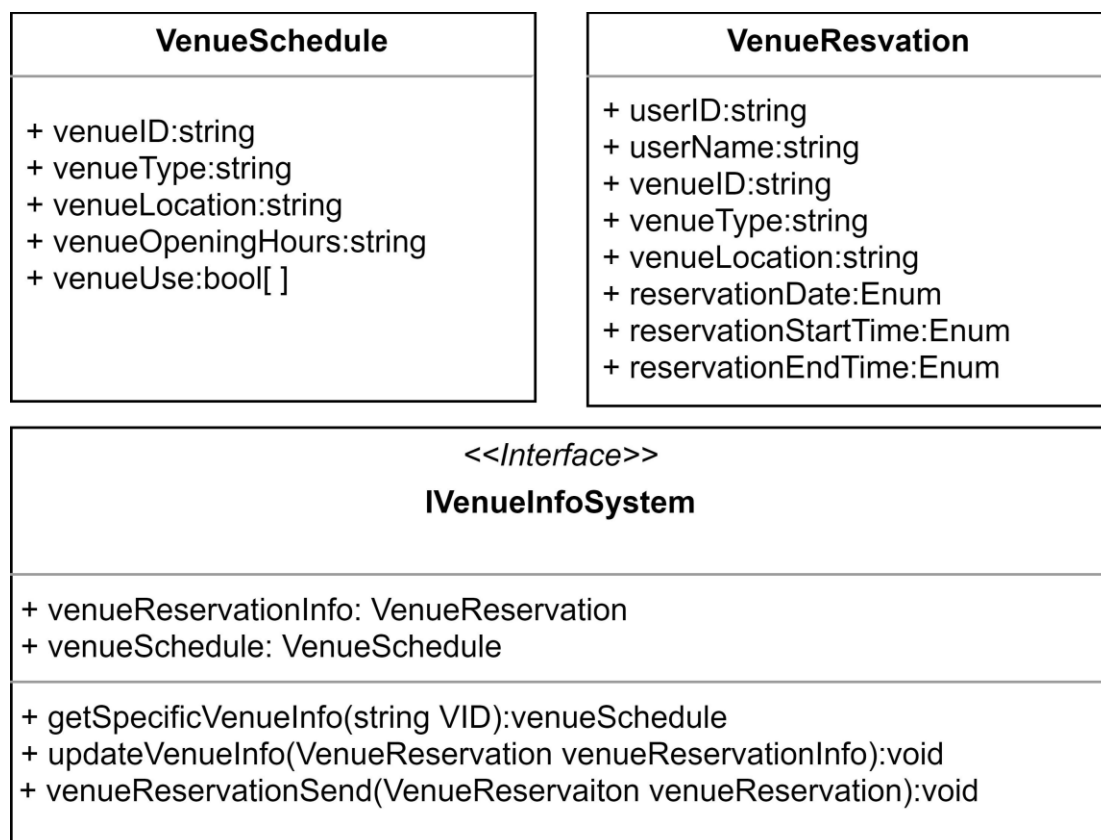 VenueSchedule
+ venueID:string
+ venueType:string
+ venueLocation:string
+ venueOpeningHours:string
+ venueUse:bool[ ]
VenueResvation
+ userID:string
+ userName:string
+ venueID:string
+ venueType:string
+ venueLocation:string
+ reservationDate:Enum
+ reservationStartTime:Enum
+ reservationEndTime:Enum
<<Interface>>
IVenueInfoSystem
+ venueReservationInfo: VenueReservation
+ venueSchedule: VenueSchedule
+ getSpecificVenueInfo(string VID):venueSchedule
+ updateVenueInfo(VenueReservation venueReservationInfo):void
+ venueReservationSend(VenueReservaiton venueReservation):void